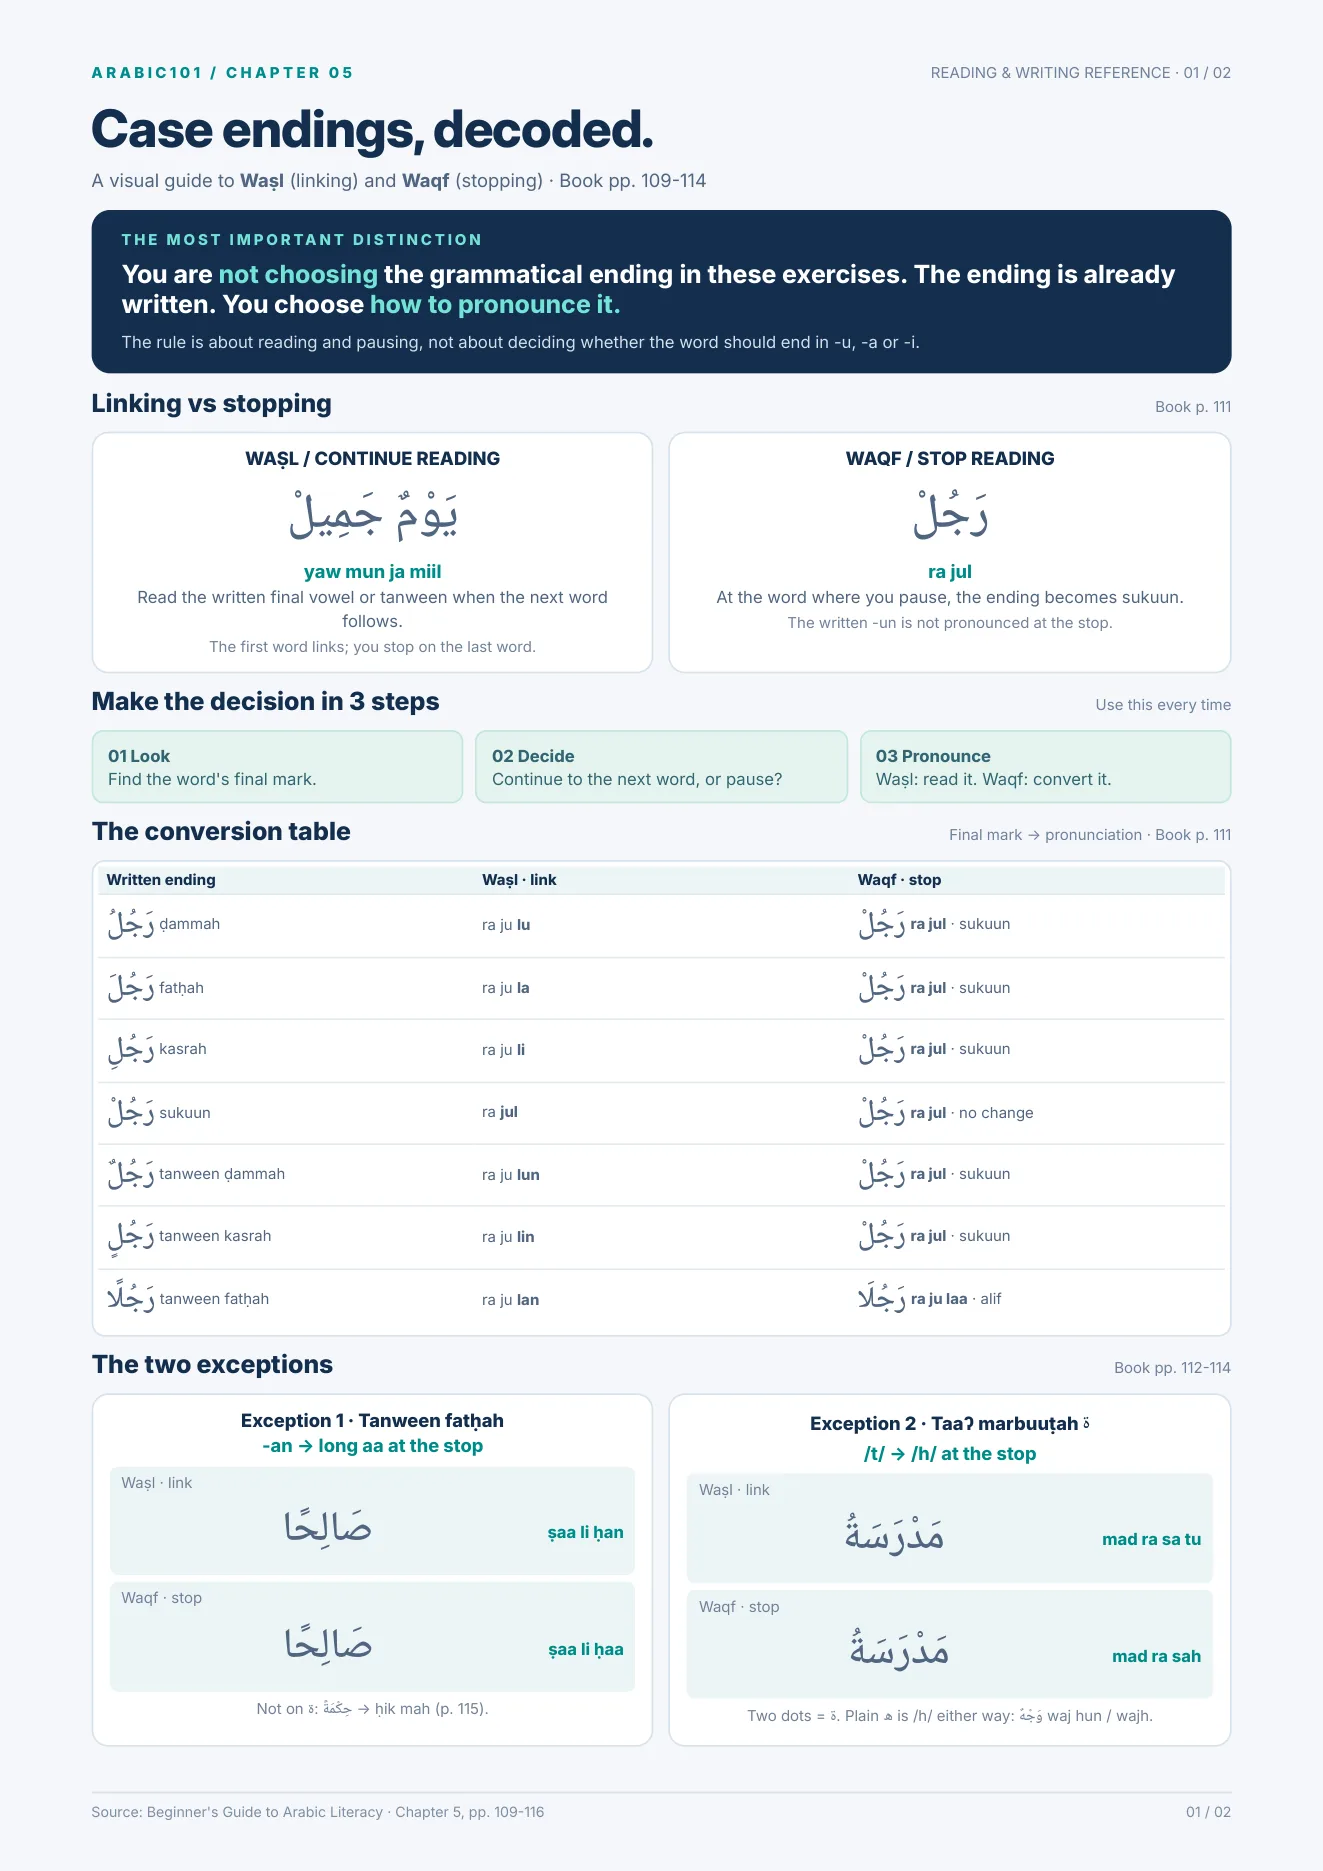 ARABIC101 / CHAPTER 05
READING & WRITING REFERENCE · 01 / 02
Case endings, decoded.
A visual guide to Waṣl (linking) and Waqf (stopping) · Book pp. 109-114
THE MOST IMPORTANT DISTINCTION
You are not choosing the grammatical ending in these exercises. The ending is already
written. You choose how to pronounce it.
The rule is about reading and pausing, not about deciding whether the word should end in -u, -a or -i.
Linking vs stopping
Book p. 111
WAṢL / CONTINUE READING
يَوْمٌ جَمِيلْ
yaw mun ja miil
Read the written final vowel or tanween when the next word
follows.
The first word links; you stop on the last word.
WAQF / STOP READING
رَجُلْ
ra jul
At the word where you pause, the ending becomes sukuun.
The written -un is not pronounced at the stop.
Make the decision in 3 steps
Use this every time
01 Look
Find the word's final mark.
02 Decide
Continue to the next word, or pause?
03 Pronounce
Waṣl: read it. Waqf: convert it.
The conversion table
Final mark → pronunciation · Book p. 111
Written ending Waṣl · link Waqf · stop
رَجُلُ ḍammah ra ju lu رَجُلْ ra jul · sukuun
رَجُلَ fatḥah ra ju la رَجُلْ ra jul · sukuun
رَجُلِ kasrah ra ju li رَجُلْ ra jul · sukuun
رَجُلْ sukuun ra jul رَجُلْ ra jul · no change
رَجُلٌ tanween ḍammah ra ju lun رَجُلْ ra jul · sukuun
رَجُلٍ tanween kasrah ra ju lin رَجُلْ ra jul · sukuun
رَجُلًا tanween fatḥah ra ju lan رَجُلَا ra ju laa · alif
The two exceptions
Book pp. 112-114
Exception 1 · Tanween fatḥah
-an → long aa at the stop
Waṣl · link
صَالِحًا
ṣaa li ḥan
Waqf · stop
صَالِحًا
ṣaa li ḥaa
Not on ة: حِكْمَةً → ḥik mah (p. 115).
Exception 2 · Taaʔ marbuuṭah ة
/t/ → /h/ at the stop
Waṣl · link
مَدْرَسَةُ
mad ra sa tu
Waqf · stop
مَدْرَسَةُ
mad ra sah
Two dots = ة. Plain ه is /h/ either way: وَجْهٌ waj hun / wajh.
Source: Beginner's Guide to Arabic Literacy · Chapter 5, pp. 109-116
01 / 02